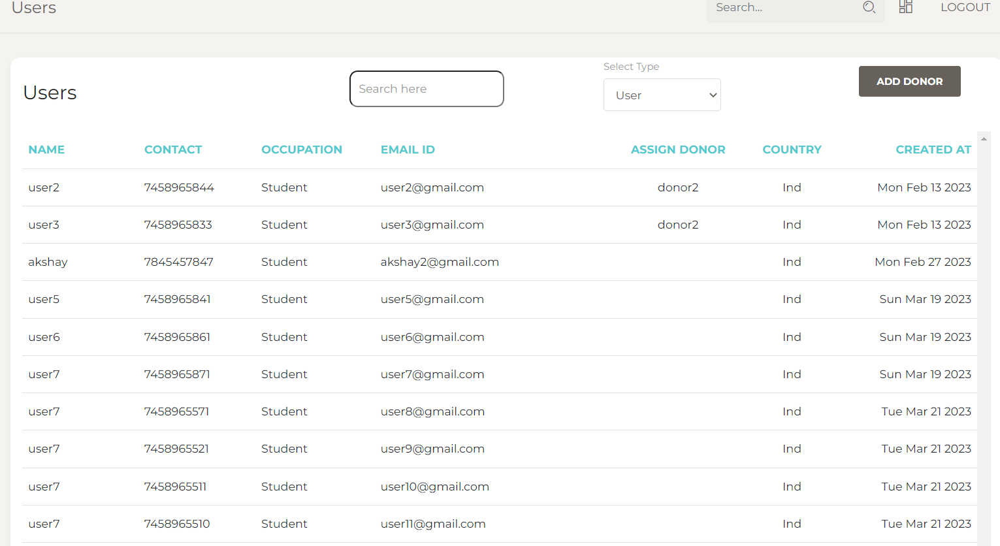 Users Search... LOGOUT
Select Type
Users Search here User ADD DONOR
NAME CONTACT OCCUPATION EMAIL ID ASSIGN DONOR COUNTRY CREATED AT
user2 7458965844 Student user2@gmail.com donor2 Ind Mon Feb 13 2023
user3 7458965833 Student user3@gmail.com donor2 Ind Mon Feb 13 2023
akshay 7845457847 Student akshay2@gmail.com Ind Mon Feb 27 2023
user5 7458965841 Student user5@gmail.com Ind Sun Mar 19 2023
user6 7458965861 Student user6@gmail.com Ind Sun Mar 19 2023
user7 7458965871 Student user7@gmail.com Ind Sun Mar 19 2023
user7 7458965571 Student user8@gmail.com Ind Tue Mar 21 2023
user7 7458965521 Student user9@gmail.com Ind Tue Mar 21 2023
user7 7458965511 Student user10@gmail.com Ind Tue Mar 21 2023
user7 7458965510 Student user11@gmail.com Ind Tue Mar 21 2023